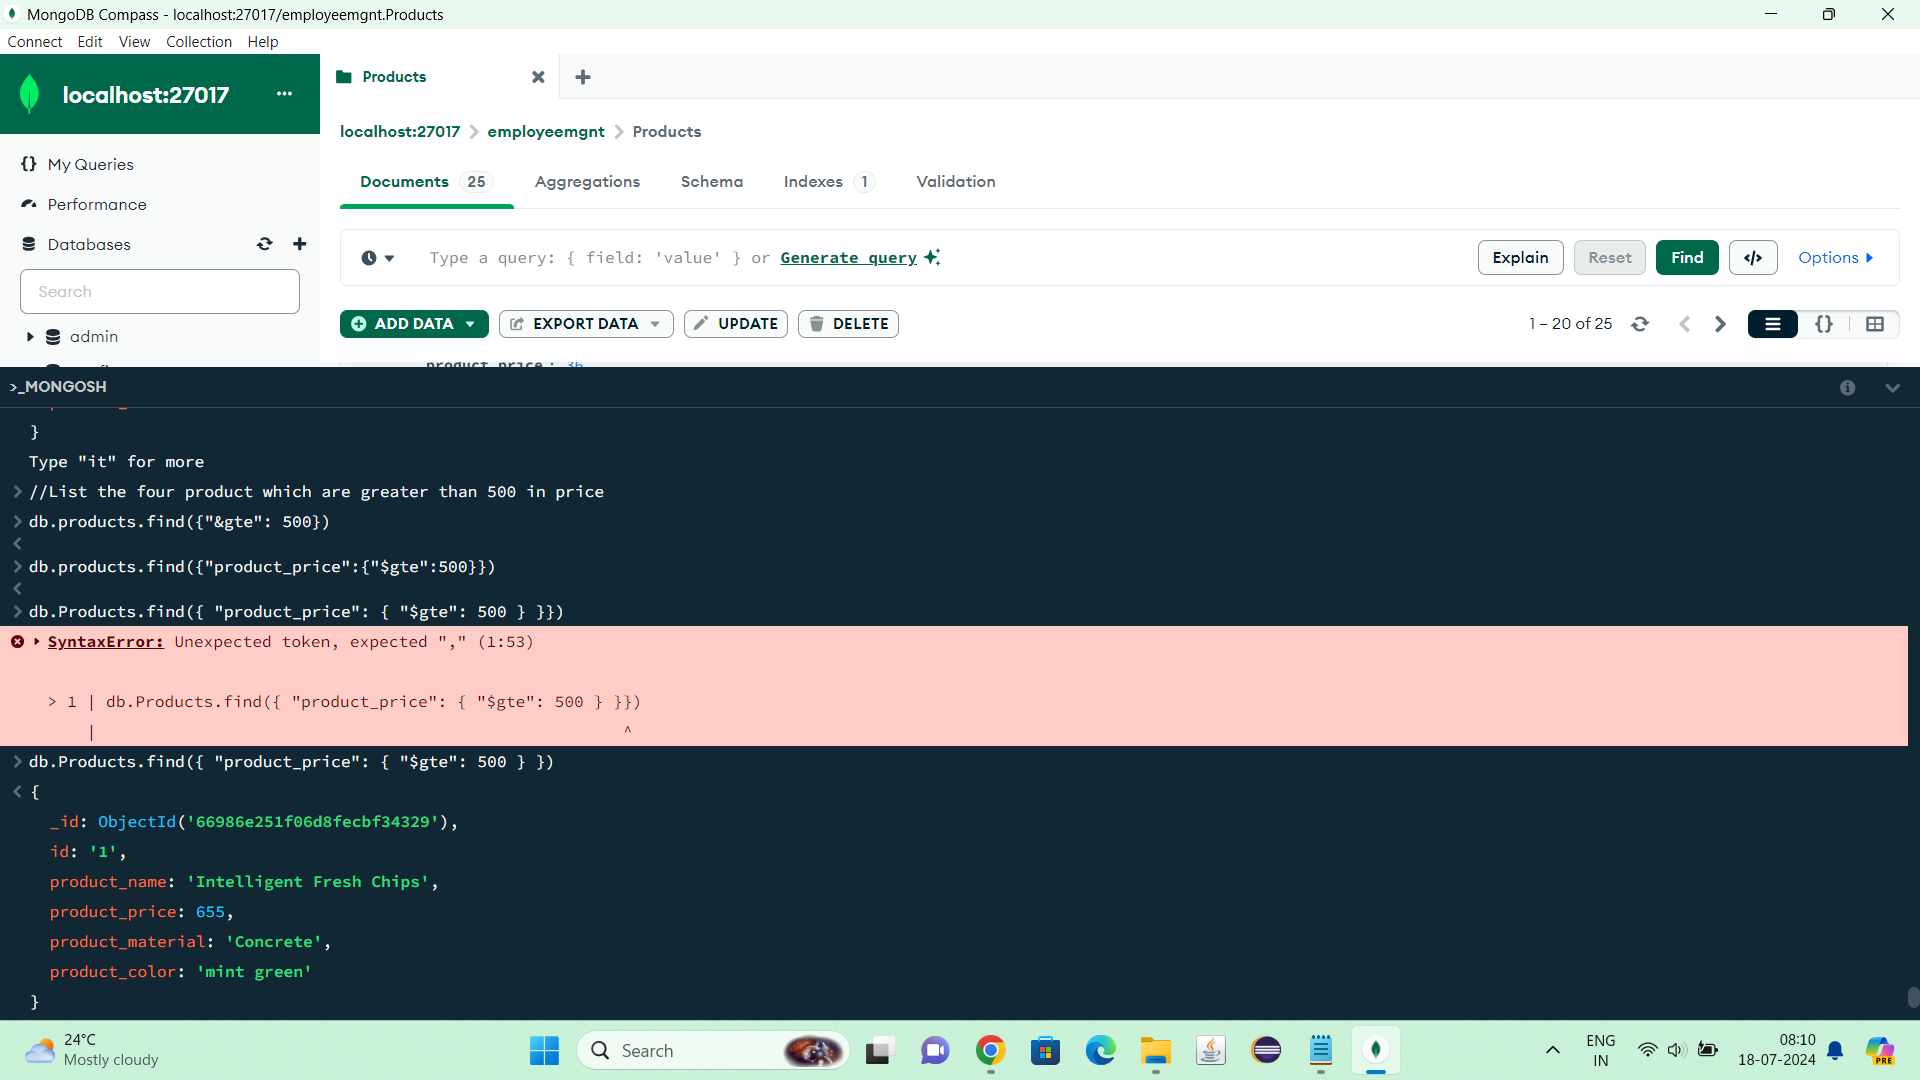 MongoDB Compass - localhost:27017/employeemgnt.Products
Connect Edit View Collection Help
localhost:27017 ...
Products
localhost:27017 > employeemgnt > Products
My Queries
Performance
Databases
Search
admin
Documents 25 Aggregations Schema Indexes 1 Validation
Type a query: { field: 'value' } or Generate query
Explain Reset Find </> Options
ADD DATA EXPORT DATA UPDATE DELETE
1 – 20 of 25
{}
>_MONGOSH
}
Type "it" for more
> //List the four product which are greater than 500 in price
> db.products.find({"&gte": 500})
<
> db.products.find({"product_price":{"$gte":500}})
<
> db.Products.find({ "product_price": { "$gte": 500 } }})
SyntaxError: Unexpected token, expected "," (1:53)
> 1 | db.Products.find({ "product_price": { "$gte": 500 } }})
| ^
> db.Products.find({ "product_price": { "$gte": 500 } })
< {
_id: ObjectId('66986e251f06d8fecbf34329'),
id: '1',
product_name: 'Intelligent Fresh Chips',
product_price: 655,
product_material: 'Concrete',
product_color: 'mint green'
}
24°C
Mostly cloudy
Search
ENG
IN
08:10
18-07-2024
PRE